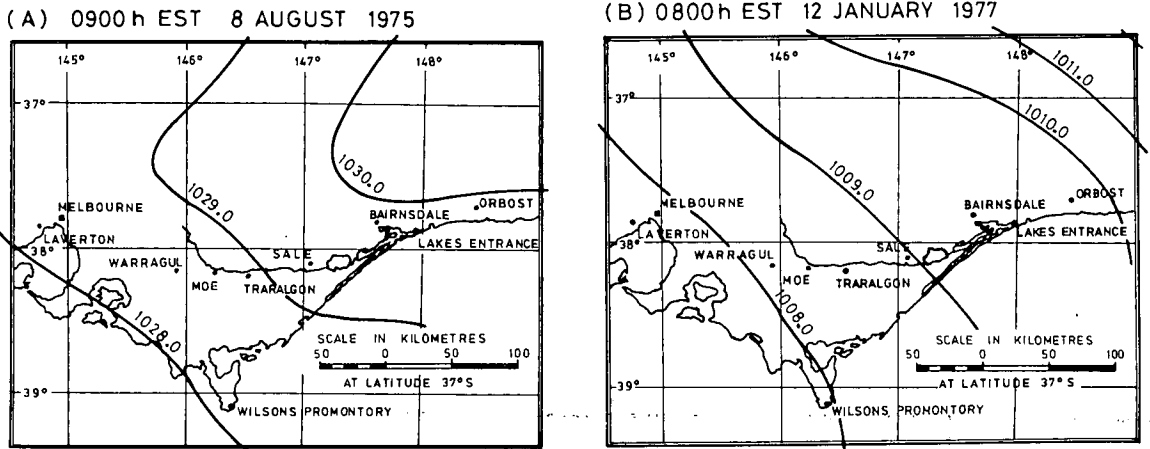 (A) 0900 h EST 8 AUGUST 1975
145° 146° 147° 148°
37°
1030.0
1029.0
MELBOURNE
ORBOST
BAIRNSDALE
LAVERTON
LAKES ENTRANCE
38°
SALE
WARRAGUL
MOE
TRARALGON
1028.0
SCALE IN KILOMETRES
50 0 50 100
AT LATITUDE 37°S
39°
WILSONS PROMONTORY
(B) 0800h EST 12 JANUARY 1977
145° 146° 147° 148°
1011.0
37°
1010.0
1009.0
MELBOURNE
ORBOST
BAIRNSDALE
LAVERTON
LAKES ENTRANCE
38°
SALE
WARRAGUL
MOE
TRARALGON
1008.0
SCALE IN KILOMETRES
50 0 50 100
AT LATITUDE 37°S
39°
WILSONS PROMONTORY